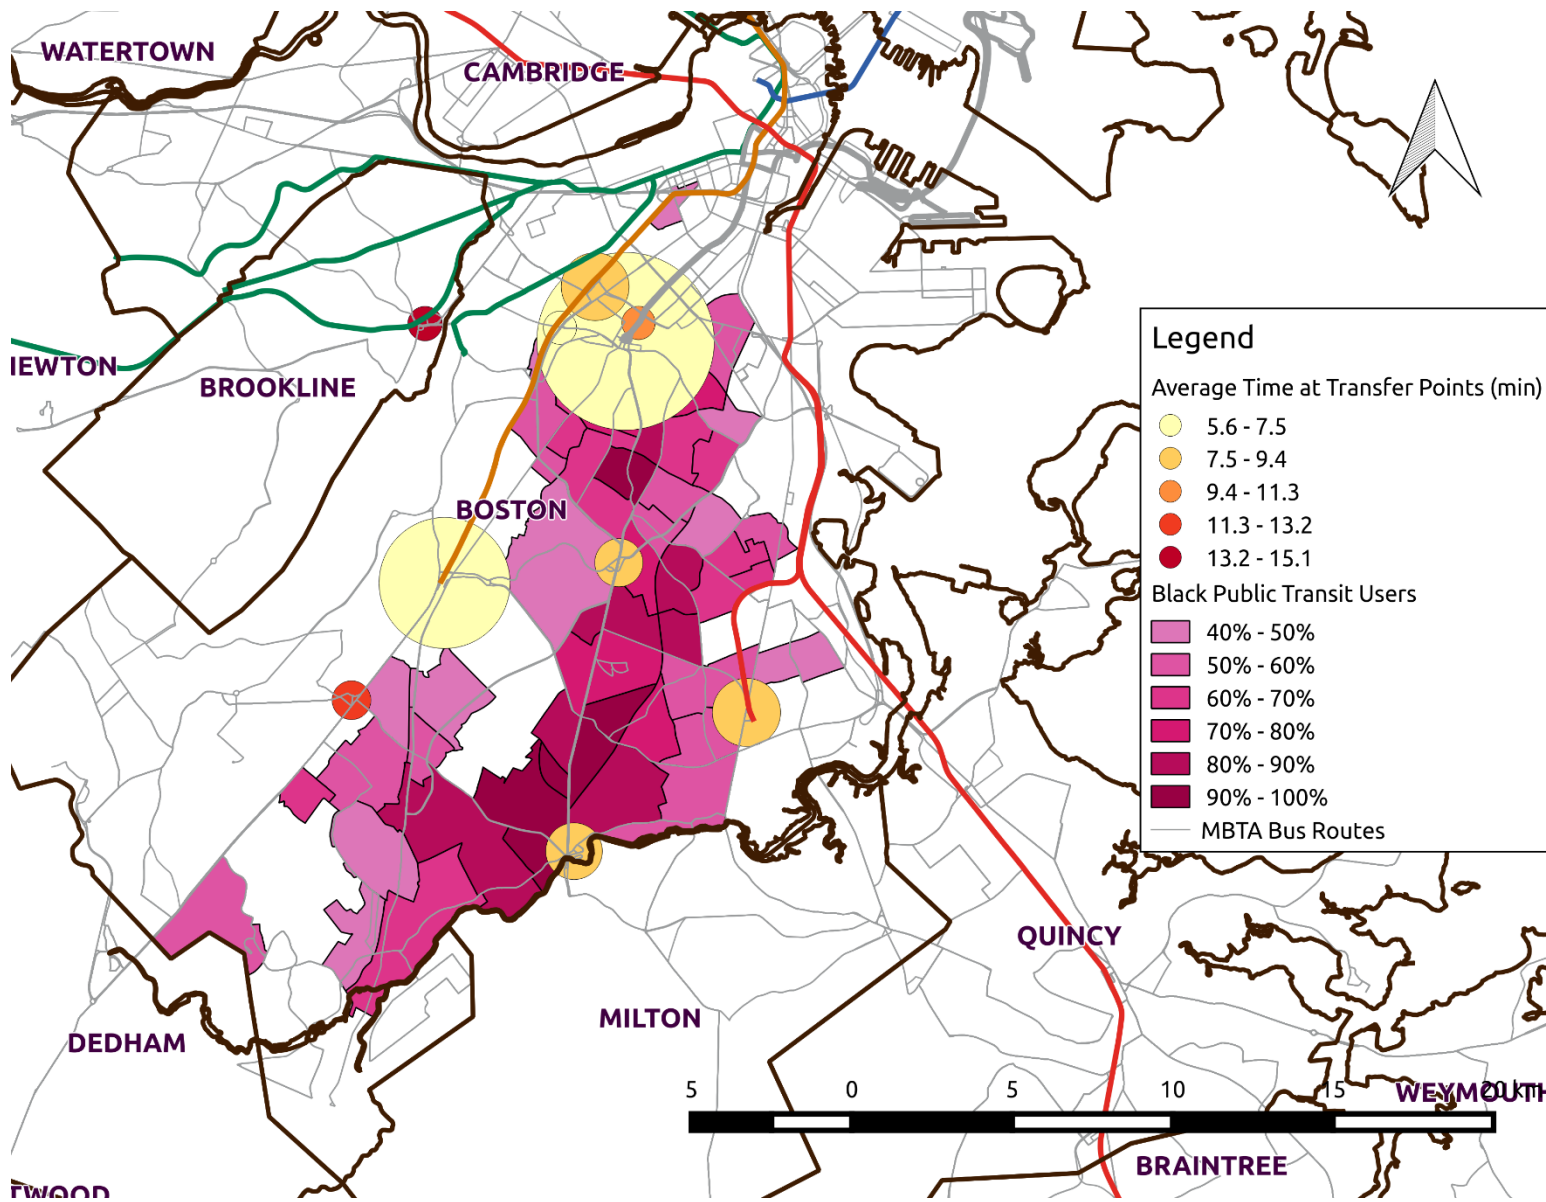 WATERTOWN
CAMBRIDGE
BROOKLINE
BOSTON
Legend
Average Time at Transfer Points (min)
5.6 - 7.5
7.5 - 9.4
9.4 - 11.3
11.3 - 13.2
13.2 - 15.1
Black Public Transit Users
40% - 50%
50% - 60%
60% - 70%
70% - 80%
80% - 90%
90% - 100%
MBTA Bus Routes
QUINCY
MILTON
DEDHAM
5 0 5 10 15 20 km
WEYMOUTH
BRAINTREE